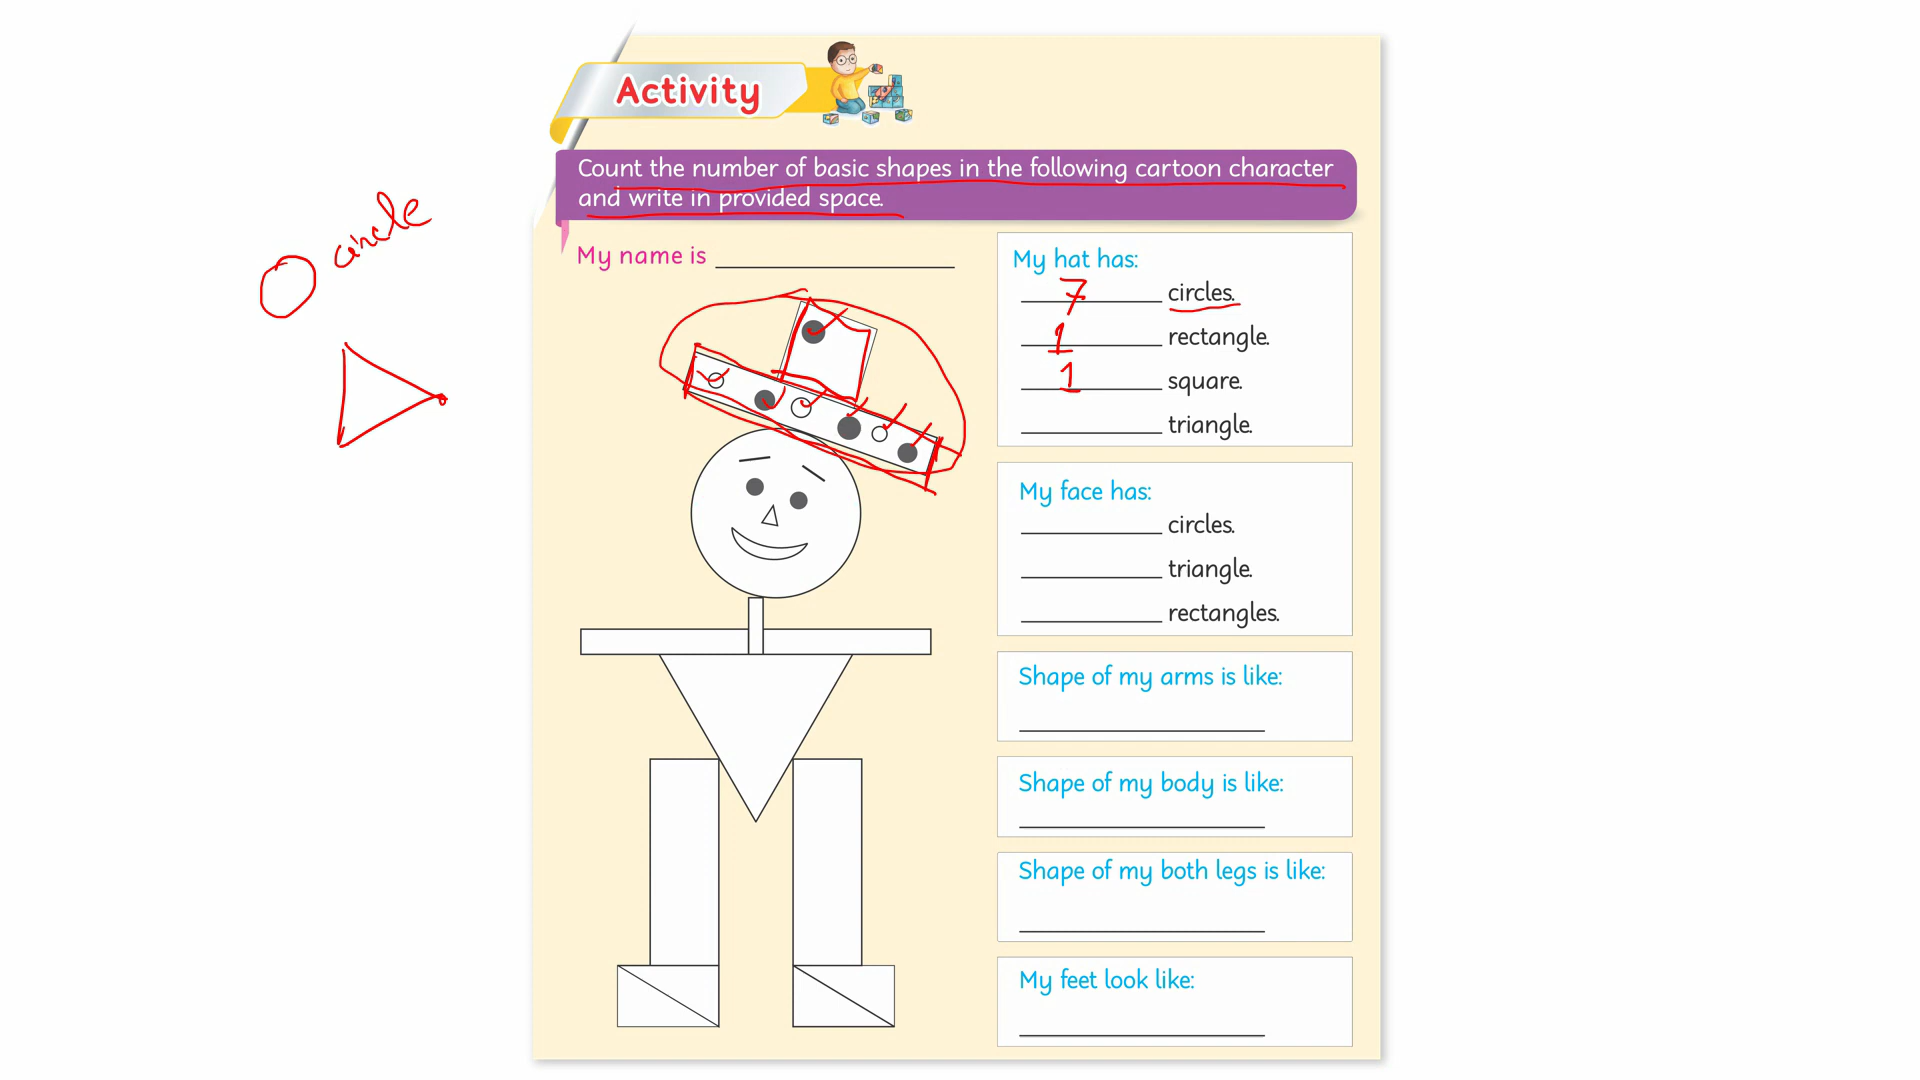 Activity
Count the number of basic shapes in the following cartoon character
and write in provided space.
circle
My name is
My hat has:
7 circles.
1 rectangle.
1 square.
triangle.
My face has:
circles.
triangle.
rectangles.
Shape of my arms is like:
Shape of my body is like:
Shape of my both legs is like:
My feet look like: